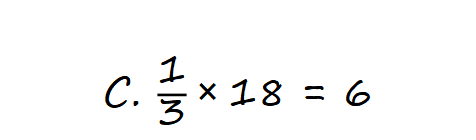 C. 1/3 × 18 = 6